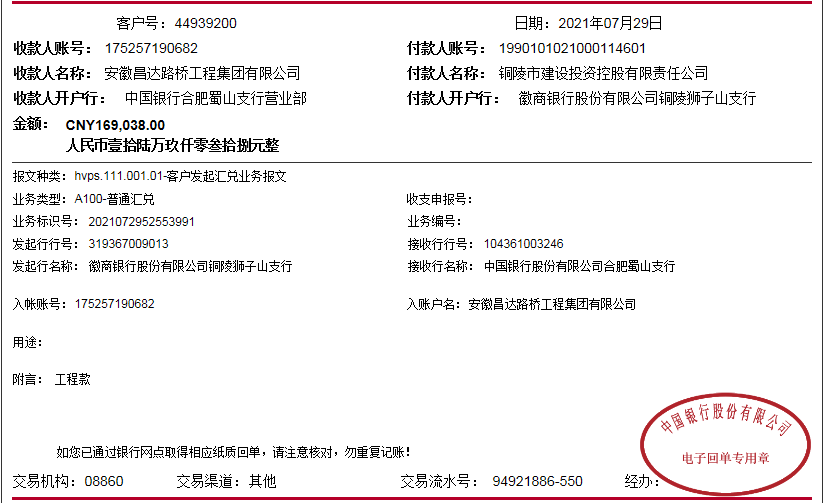 客户号：44939200 日期：2021年07月29日
收款人账号：175257190682 付款人账号：1990101021000114601
收款人名称：安徽昌达路桥工程集团有限公司 付款人名称：铜陵市建设投资控股有限责任公司
收款人开户行：中国银行合肥蜀山支行营业部 付款人开户行：徽商银行股份有限公司铜陵狮子山支行
金额：CNY169,038.00
人民币壹拾陆万玖仟零叁拾捌元整
报文种类：hvps.111.001.01-客户发起汇兑业务报文
业务类型：A100-普通汇兑 收支申报号：
业务标识号：2021072952553991 业务编号：
发起行行号：319367009013 接收行行号：104361003246
发起行名称：徽商银行股份有限公司铜陵狮子山支行 接收行名称：中国银行股份有限公司合肥蜀山支行
入帐账号：175257190682 入账户名：安徽昌达路桥工程集团有限公司
用途：
附言：工程款
中国银行股份有限公司
电子回单专用章
如您已通过银行网点取得相应纸质回单，请注意核对，勿重复记账！
交易机构：08860 交易渠道：其他 交易流水号：94921886-550 经办：